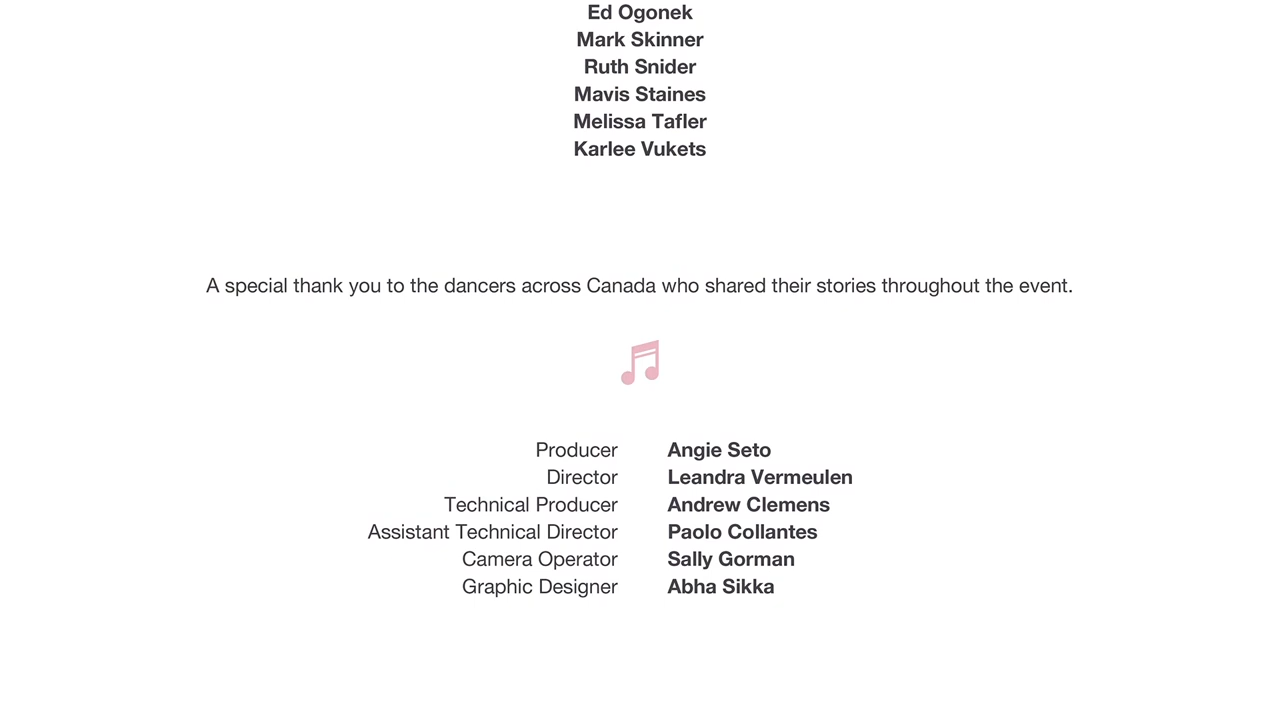 Ed Ogonek
Mark Skinner
Ruth Snider
Mavis Staines
Melissa Tafler
Karlee Vukets
A special thank you to the dancers across Canada who shared their stories throughout the event.
Producer Angie Seto
Director Leandra Vermeulen
Technical Producer Andrew Clemens
Assistant Technical Director Paolo Collantes
Camera Operator Sally Gorman
Graphic Designer Abha Sikka